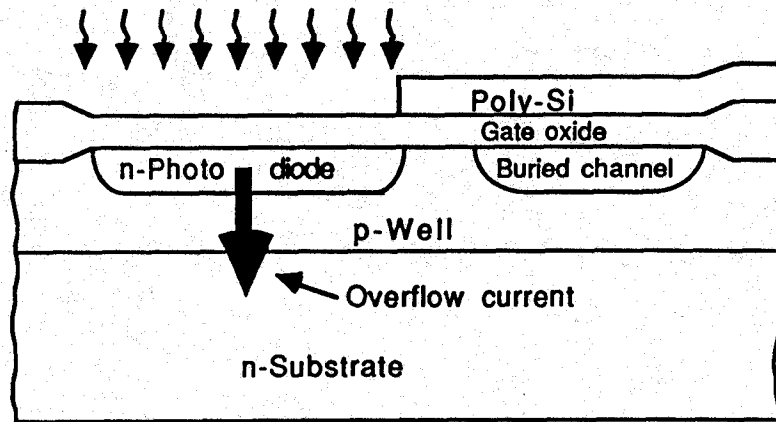 Poly-Si
Gate oxide
n-Photo diode
Buried channel
p-Well
Overflow current
n-Substrate